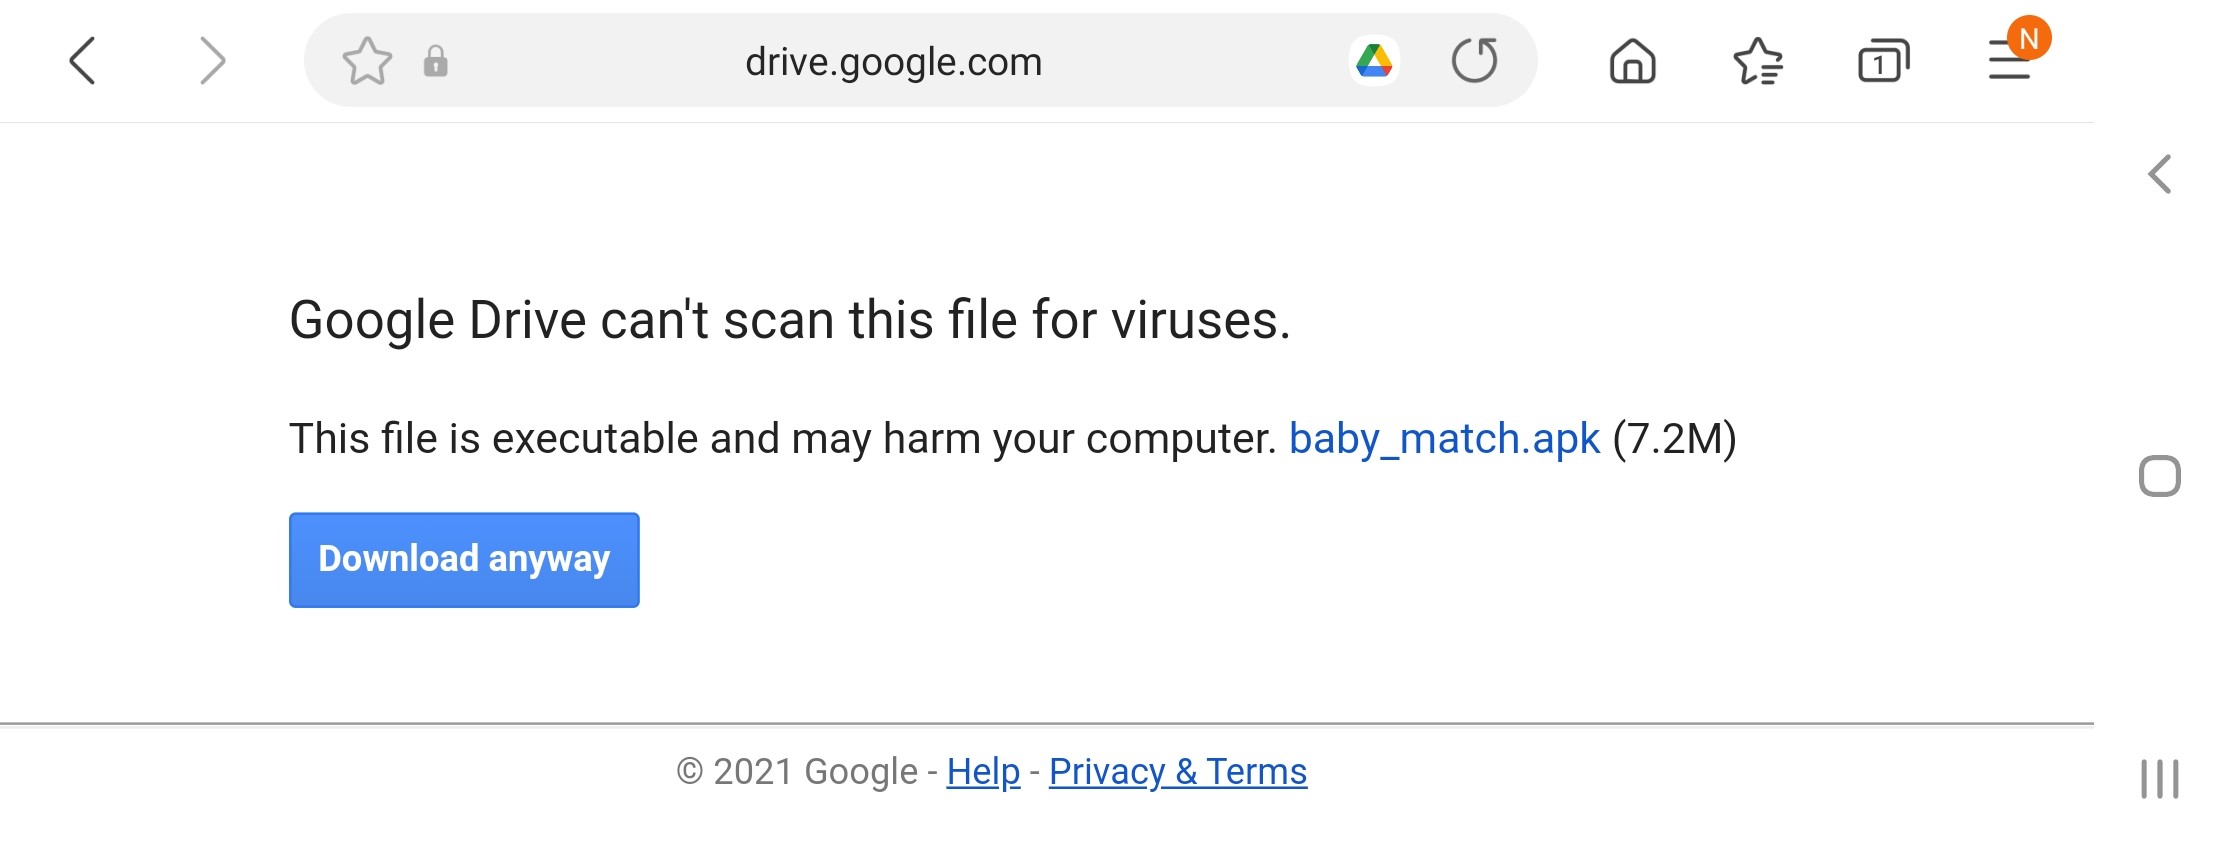 drive.google.com
1
N
Google Drive can't scan this file for viruses.
This file is executable and may harm your computer. baby_match.apk (7.2M)
Download anyway
© 2021 Google - Help - Privacy & Terms